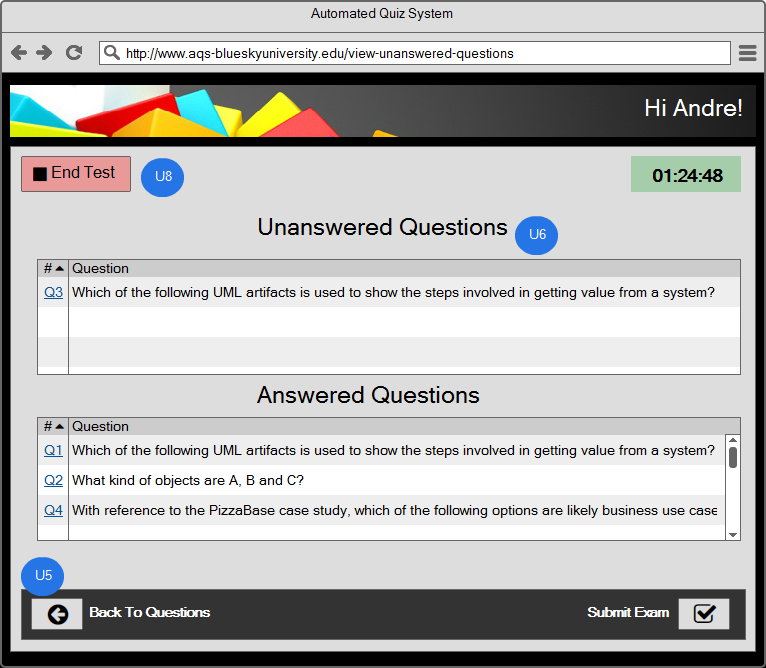 Automated Quiz System
http://www.aqs-blueskyuniversity.edu/view-unanswered-questions
Hi Andre!
End Test
U8
01:24:48
Unanswered Questions
U6
# Question
Q3 Which of the following UML artifacts is used to show the steps involved in getting value from a system?
Answered Questions
# Question
Q1 Which of the following UML artifacts is used to show the steps involved in getting value from a system?
Q2 What kind of objects are A, B and C?
Q4 With reference to the PizzaBase case study, which of the following options are likely business use case
U5
Back To Questions
Submit Exam